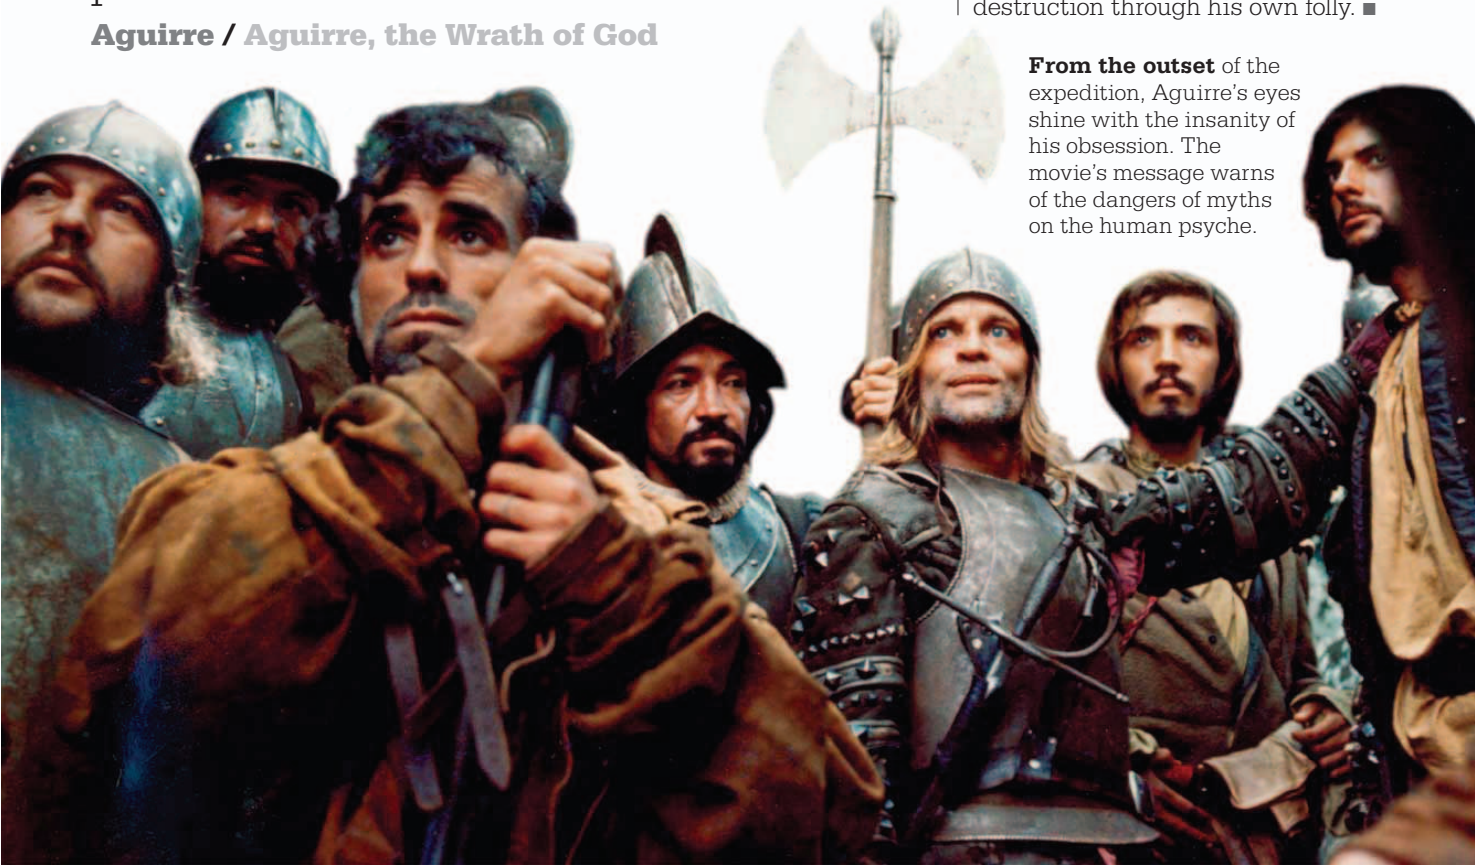 destruction through his own folly. ■
Aguirre / Aguirre, the Wrath of God
From the outset of the
expedition, Aguirre’s eyes
shine with the insanity of
his obsession. The
movie’s message warns
of the dangers of myths
on the human psyche.